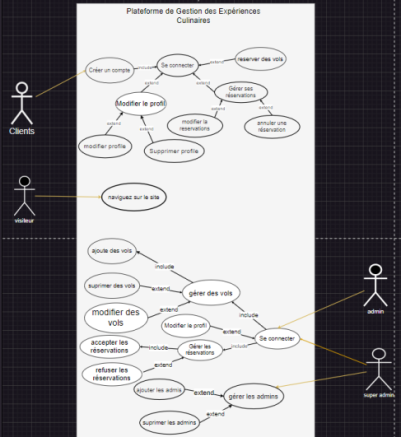 Plateforme de Gestion des Expériences
Culinaires
reserver des vols
Se connecter
extend
Créer un compte
include
extend
extend
Gérer ses
réservations
Modifier le profil
extend
extend
extend
extend
modifier la
reservations
annuler une
réservation
Clients
modifier profile
Supprimer profile
visiteur
naviguez sur le site
ajoute des vols
include
suprimer des vols
extend
gérer des vols
admin
modifier des
vols
extend
include
Modifier le profil
extend
Se connecter
accepter les
réservations
include
Gérer les
réservations
include
refuser les
réservations
extend
super admin
ajouter les admis
extend
gérer les admins
extend
suprimer les admins